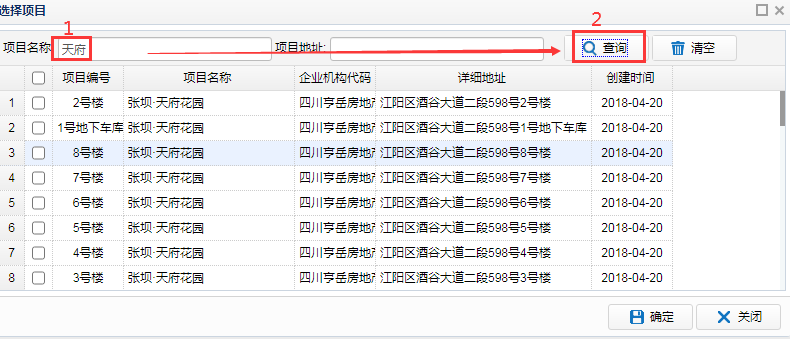 选择项目
1
2
项目名称 天府 项目地址: 查询 清空
项目编号 项目名称 企业机构代码 详细地址 创建时间
1 2号楼 张坝·天府花园 四川亨岳房地产 江阳区酒谷大道二段598号2号楼 2018-04-20
2 1号地下车库 张坝·天府花园 四川亨岳房地产 江阳区酒谷大道二段598号1号地下车库 2018-04-20
3 8号楼 张坝·天府花园 四川亨岳房地产 江阳区酒谷大道二段598号8号楼 2018-04-20
4 7号楼 张坝·天府花园 四川亨岳房地产 江阳区酒谷大道二段598号7号楼 2018-04-20
5 6号楼 张坝·天府花园 四川亨岳房地产 江阳区酒谷大道二段598号6号楼 2018-04-20
6 5号楼 张坝·天府花园 四川亨岳房地产 江阳区酒谷大道二段598号5号楼 2018-04-20
7 4号楼 张坝·天府花园 四川亨岳房地产 江阳区酒谷大道二段598号4号楼 2018-04-20
8 3号楼 张坝·天府花园 四川亨岳房地产 江阳区酒谷大道二段598号3号楼 2018-04-20
确定 关闭